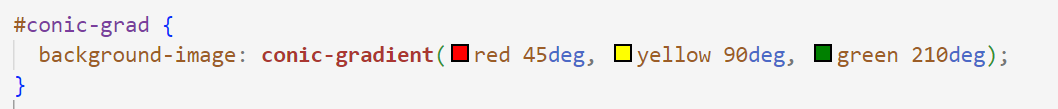 #conic-grad {
  background-image: conic-gradient(red 45deg, yellow 90deg, green 210deg);
}